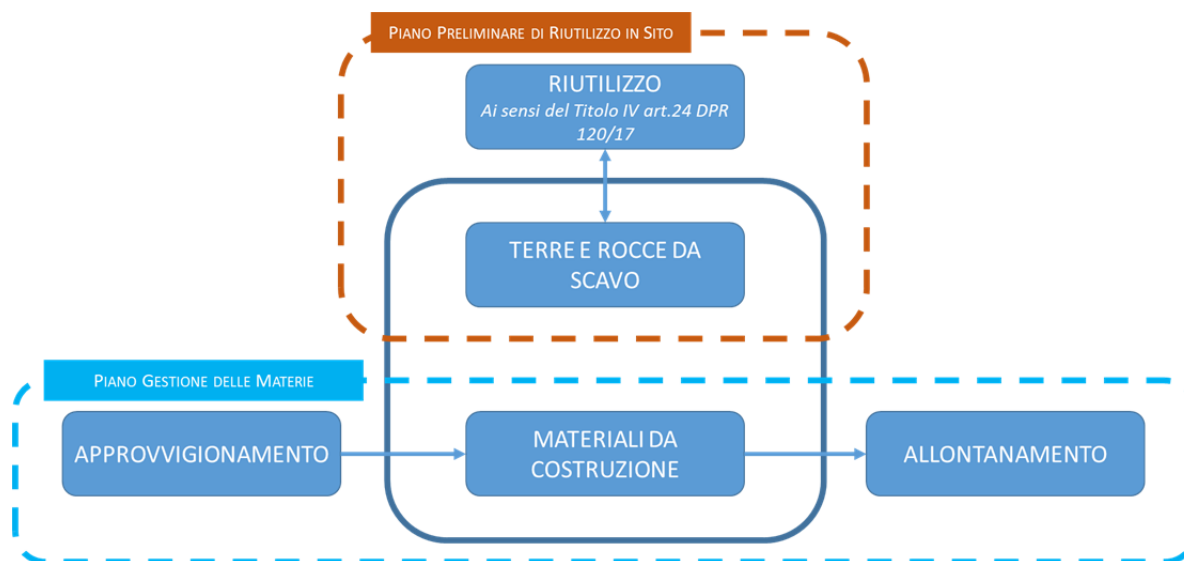 PIANO PRELIMINARE DI RIUTILIZZO IN SITO
RIUTILIZZO
Ai sensi del Titolo IV art.24 DPR
120/17
TERRE E ROCCE DA
SCAVO
PIANO GESTIONE DELLE MATERIE
APPROVVIGIONAMENTO
MATERIALI DA
COSTRUZIONE
ALLONTANAMENTO